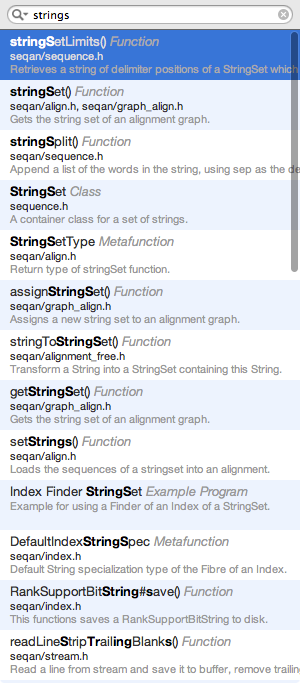 strings
stringSetLimits() Function
seqan/sequence.h
Retrieves a string of delimiter positions of a StringSet which
stringSet() Function
seqan/align.h, seqan/graph_align.h
Gets the string set of an alignment graph.
stringSplit() Function
seqan/sequence.h
Append a list of the words in the string, using sep as the de
StringSet Class
sequence.h
A container class for a set of strings.
StringSetType Metafunction
seqan/align.h
Return type of stringSet function.
assignStringSet() Function
seqan/graph_align.h
Assigns a new string set to an alignment graph.
stringToStringSet() Function
seqan/alignment_free.h
Transform a String into a StringSet containing this String.
getStringSet() Function
seqan/graph_align.h
Gets the string set of an alignment graph.
setStrings() Function
seqan/align.h
Loads the sequences of a stringset into an alignment.
Index Finder StringSet Example Program
Example for using a Finder of an Index of a StringSet.
DefaultIndexStringSpec Metafunction
seqan/index.h
Default String specialization type of the Fibre of an Index.
RankSupportBitString#save() Function
seqan/index.h
This functions saves a RankSupportBitString to disk.
readLineStripTrailingBlanks() Function
seqan/stream.h
Read a line from stream and save it to buffer, remove trailing